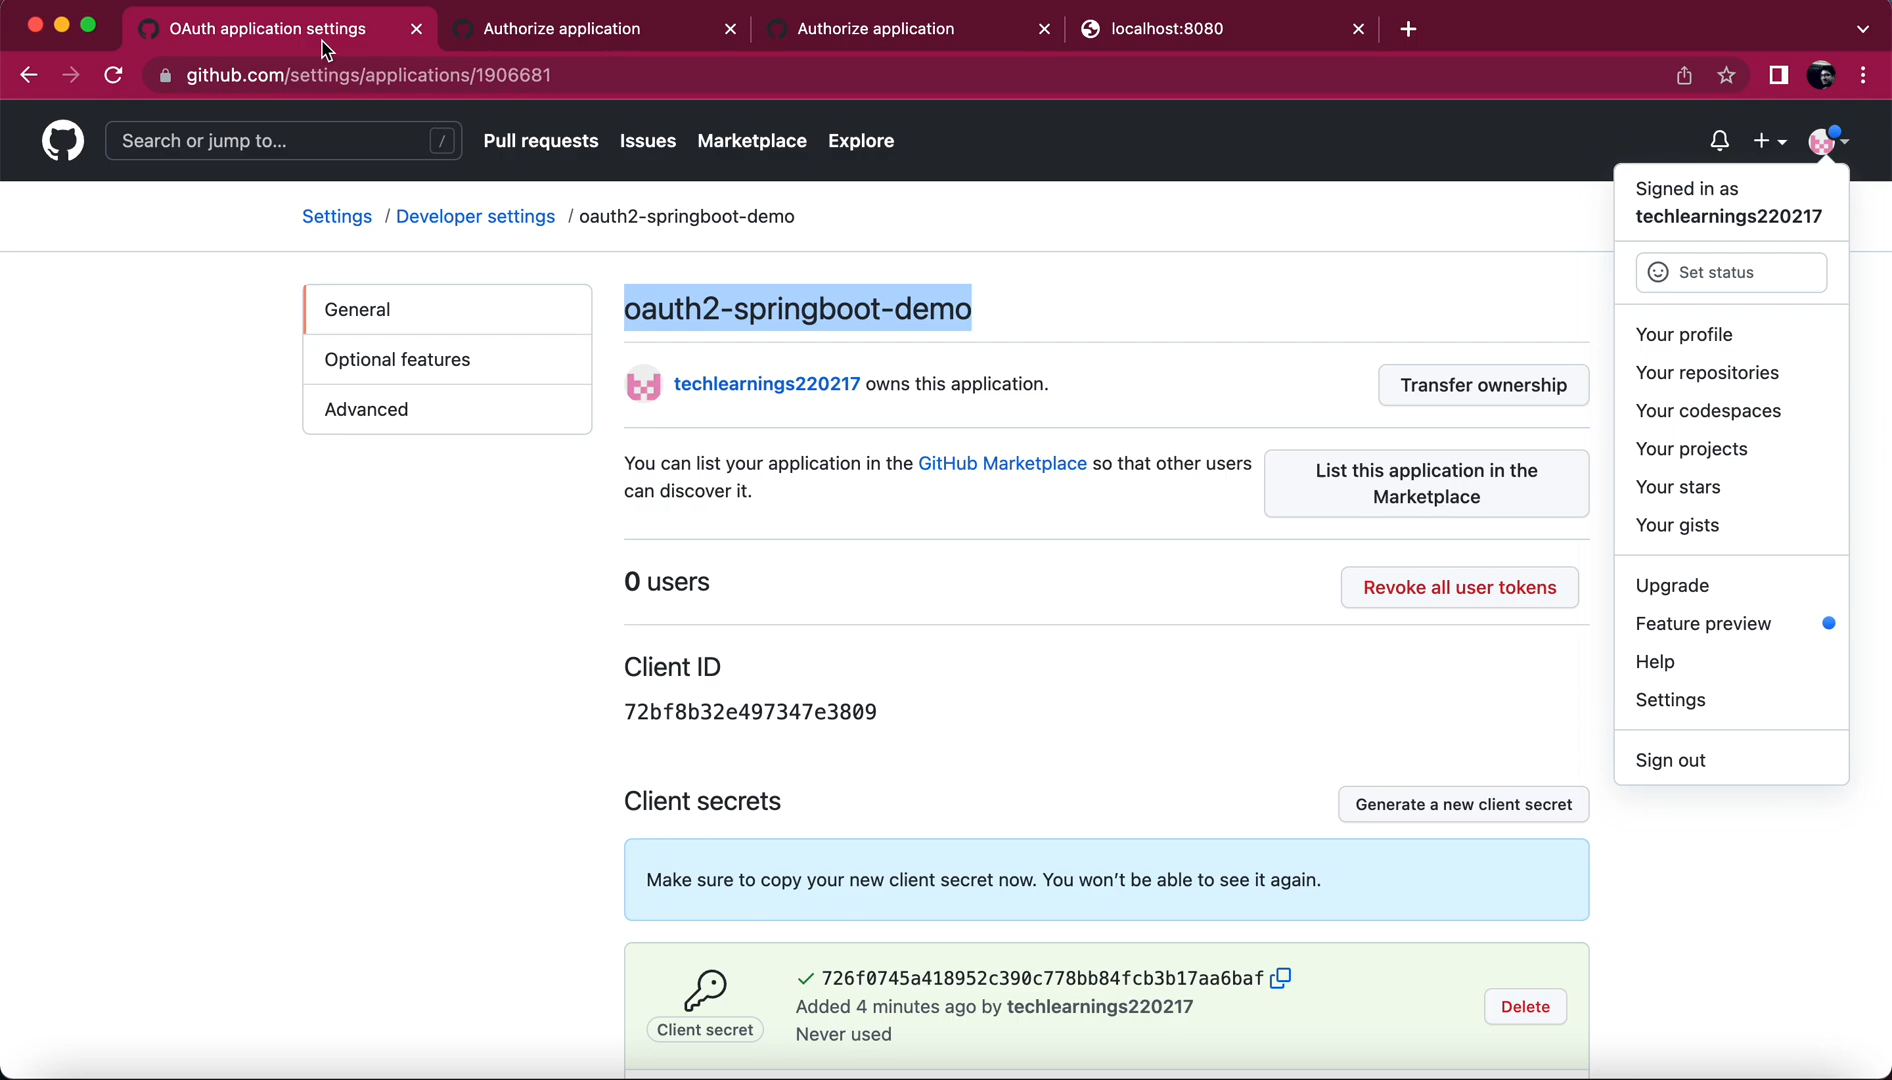 OAuth application settings
Authorize application
Authorize application
localhost:8080
github.com/settings/applications/1906681
Search or jump to...
/
Pull requests
Issues
Marketplace
Explore
Settings / Developer settings / oauth2-springboot-demo
General
Optional features
Advanced
oauth2-springboot-demo
techlearnings220217 owns this application.
Transfer ownership
You can list your application in the GitHub Marketplace so that other users
can discover it.
List this application in the
Marketplace
0 users
Revoke all user tokens
Client ID
72bf8b32e497347e3809
Client secrets
Generate a new client secret
Make sure to copy your new client secret now. You won't be able to see it again.
Client secret
726f0745a418952c390c778bb84fcb3b17aa6baf
Added 4 minutes ago by techlearnings220217
Never used
Delete
Signed in as
techlearnings220217
Set status
Your profile
Your repositories
Your codespaces
Your projects
Your stars
Your gists
Upgrade
Feature preview
Help
Settings
Sign out